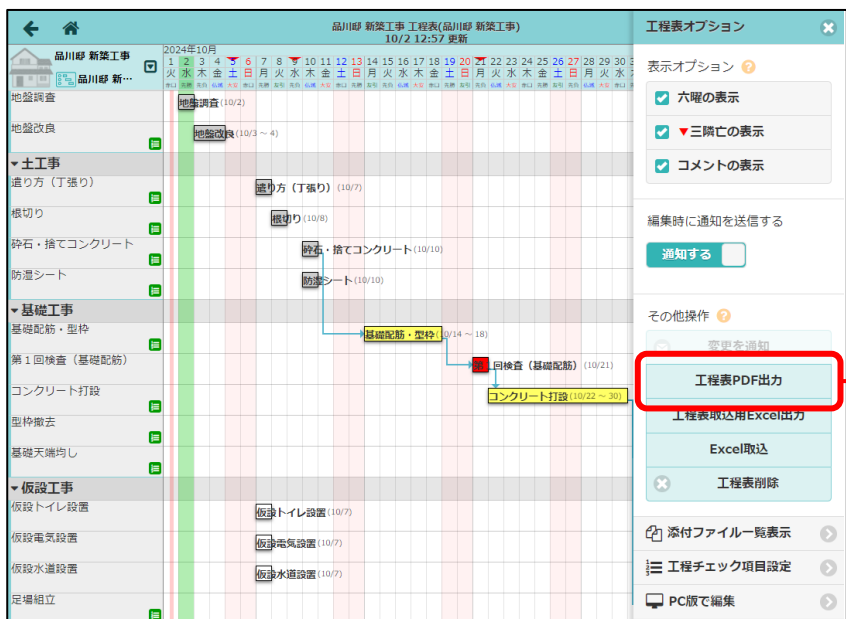 品川邸 新築工事 工程表(品川邸 新築工事)
10/2 12:57 更新
品川邸 新築工事
品川邸 新…
2024年10月
1 2 3 4 5 6 7 8 9 10 11 12 13 14 15 16 17 18 19 20 21 22 23 24 25 26 27 28 29 30
火 水 木 金 土 日 月 火 水 木 金 土 日 月 火 水 木 金 土 日 月 火 水 木 金 土 日 月 火 水
地盤調査
地盤調査(10/2)
地盤改良
地盤改良(10/3 ~ 4)
▼土工事
遣り方(丁張り)
遣り方(丁張り)(10/7)
根切り
根切り(10/8)
砕石・捨てコンクリート
砕石・捨てコンクリート(10/10)
防湿シート
防湿シート(10/10)
▼基礎工事
基礎配筋・型枠
基礎配筋・型枠(10/14 ~ 18)
第1回検査(基礎配筋)
第1回検査(基礎配筋)(10/21)
コンクリート打設
コンクリート打設(10/22 ~ 30)
型枠撤去
基礎天端均し
▼仮設工事
仮設トイレ設置
仮設トイレ設置(10/7)
仮設電気設置
仮設電気設置(10/7)
仮設水道設置
仮設水道設置(10/7)
足場組立
工程表オプション
表示オプション
六曜の表示
▼三隣亡の表示
コメントの表示
編集時に通知を送信する
通知する
その他操作
変更を通知
工程表PDF出力
工程表取込用Excel出力
Excel取込
工程表削除
添付ファイル一覧表示
工程チェック項目設定
PC版で編集